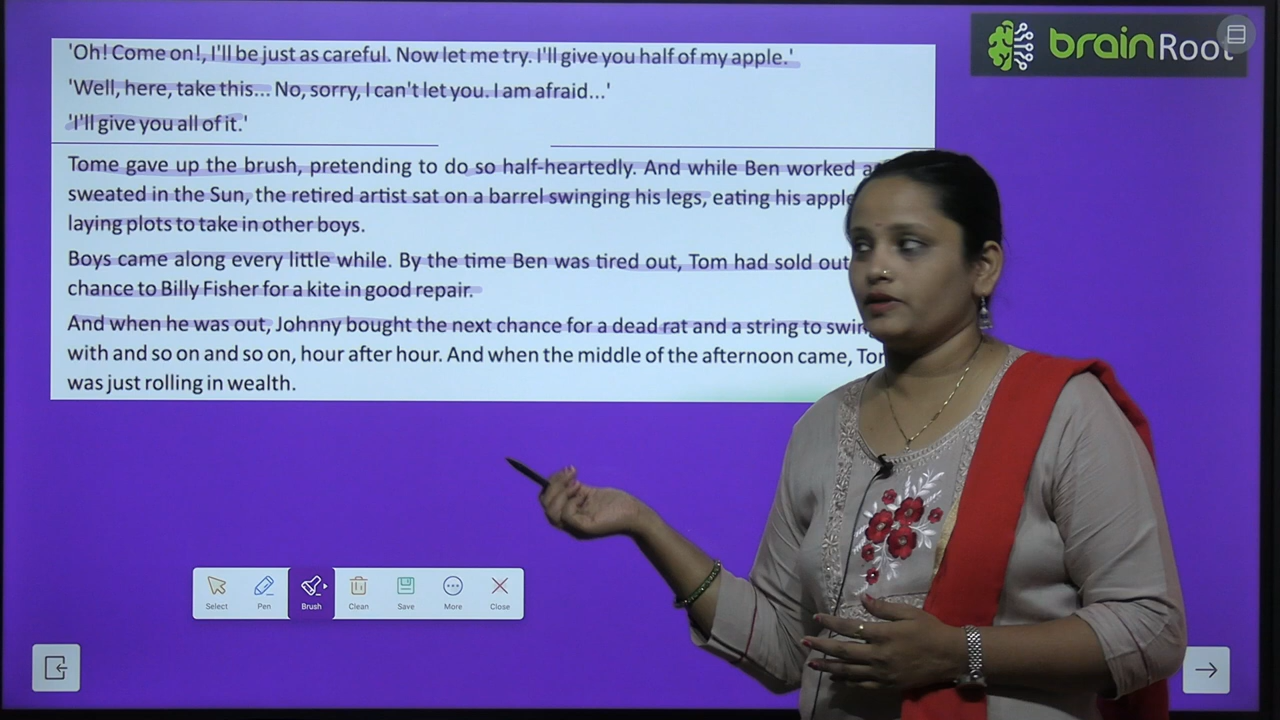 'Oh! Come on!, I'll be just as careful. Now let me try. I'll give you half of my apple.'
'Well, here, take this... No, sorry, I can't let you. I am afraid...'
'I'll give you all of it.'
Tome gave up the brush, pretending to do so half-heartedly. And while Ben worked
sweated in the Sun, the retired artist sat on a barrel swinging his legs, eating his apple
laying plots to take in other boys.
Boys came along every little while. By the time Ben was tired out, Tom had sold out
chance to Billy Fisher for a kite in good repair.
And when he was out, Johnny bought the next chance for a dead rat and a string to
with and so on and so on, hour after hour. And when the middle of the afternoon came,
was just rolling in wealth.
brainRoot
Select Pen Brush Clean Save More Close